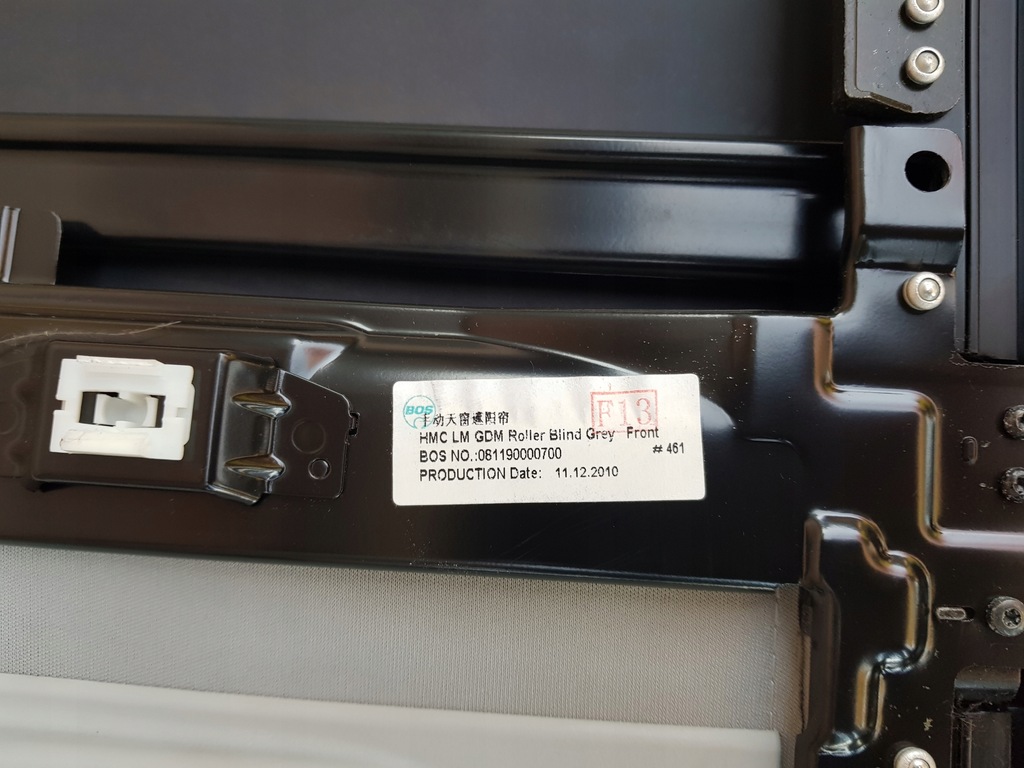 BOS
F13
手动天窗遮阳帘
HMC LM GDM Roller Blind Grey Front
BOS NO.:081190000700 # 461
PRODUCTION Date: 11.12.2010